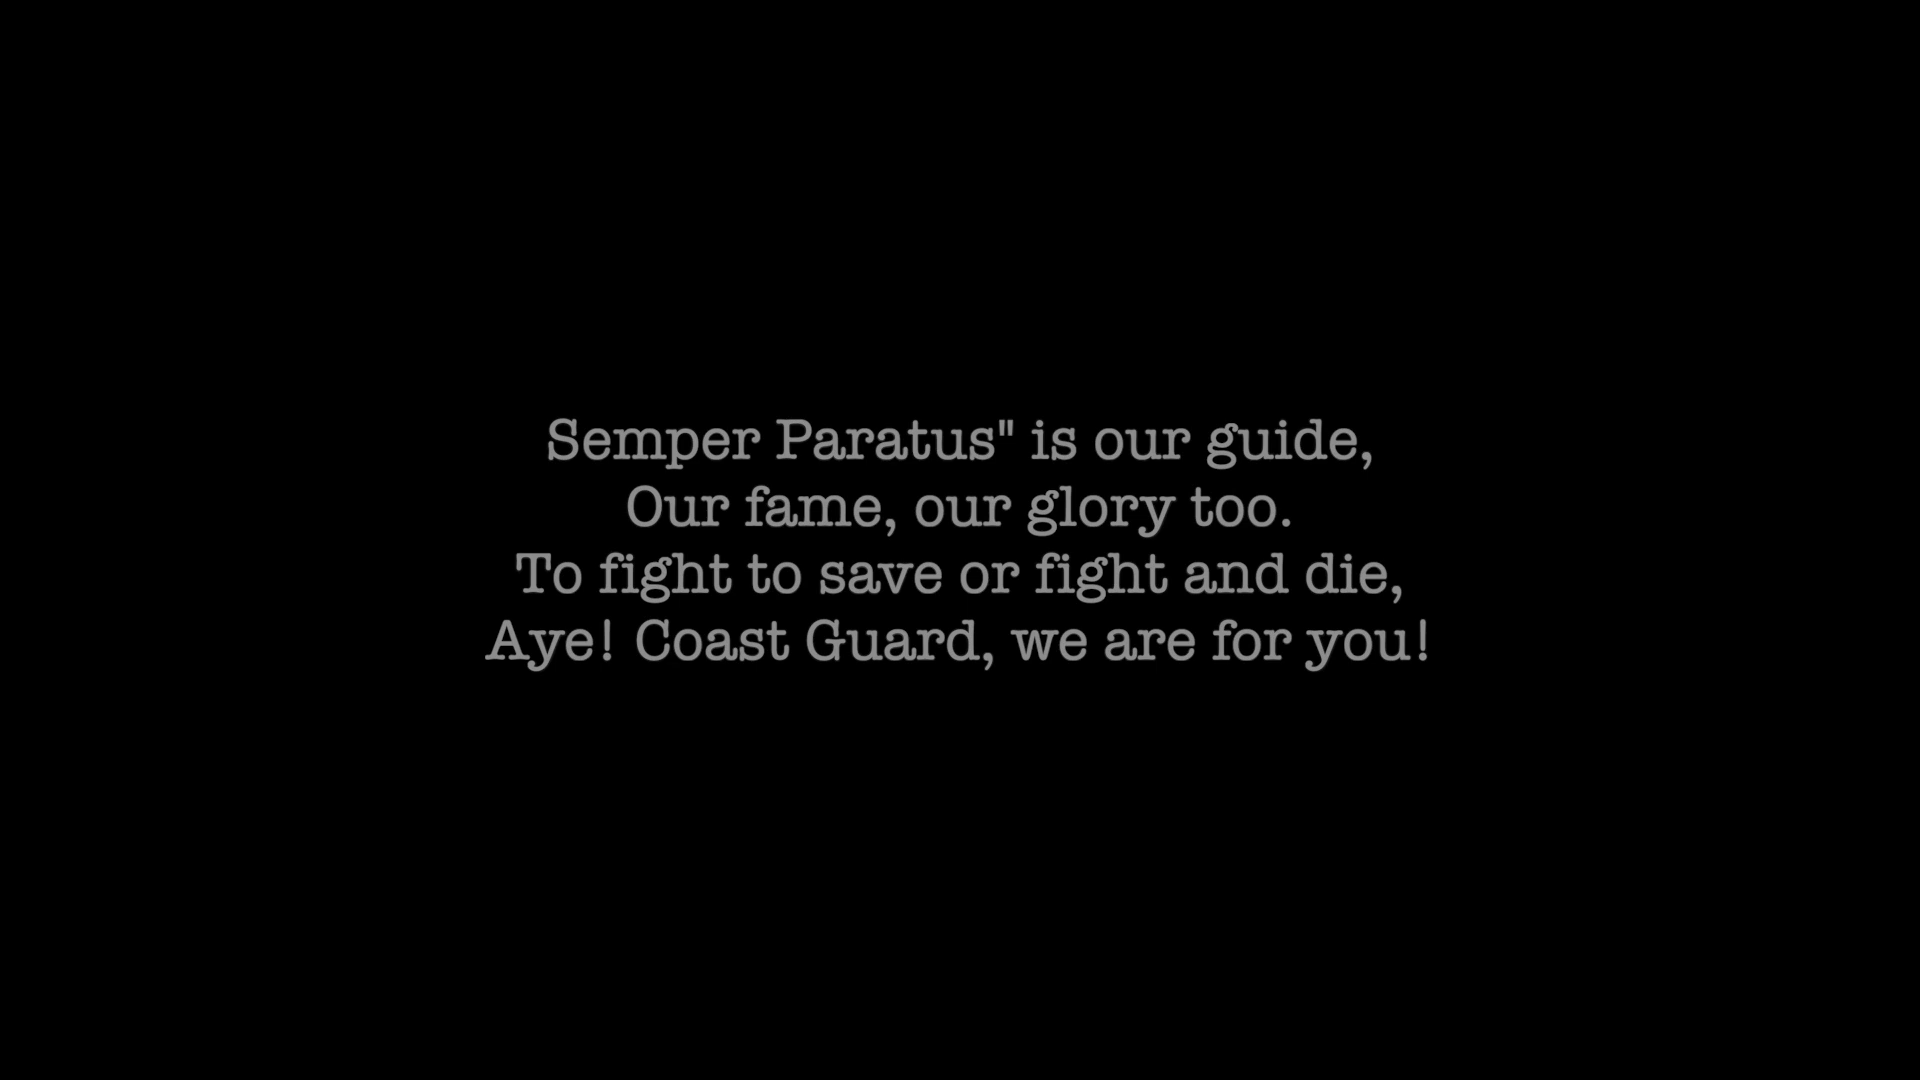 Semper Paratus" is our guide,
Our fame, our glory too.
To fight to save or fight and die,
Aye! Coast Guard, we are for you!